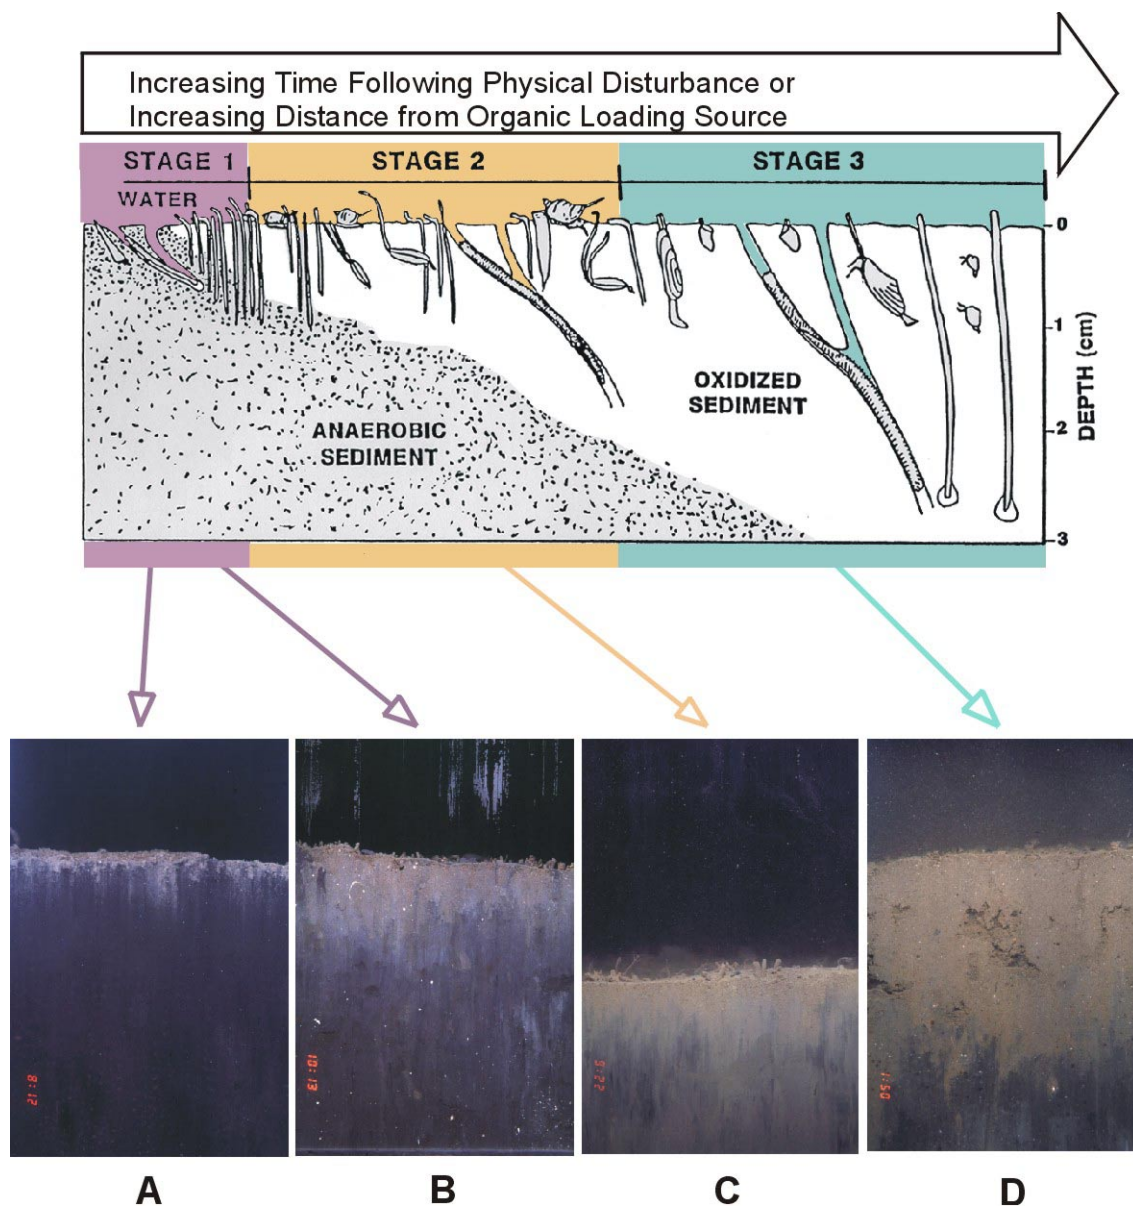 Increasing Time Following Physical Disturbance or
Increasing Distance from Organic Loading Source
STAGE 1
STAGE 2
STAGE 3
WATER
0
1
2
3
DEPTH (cm)
OXIDIZED
SEDIMENT
ANAEROBIC
SEDIMENT
A
B
C
D